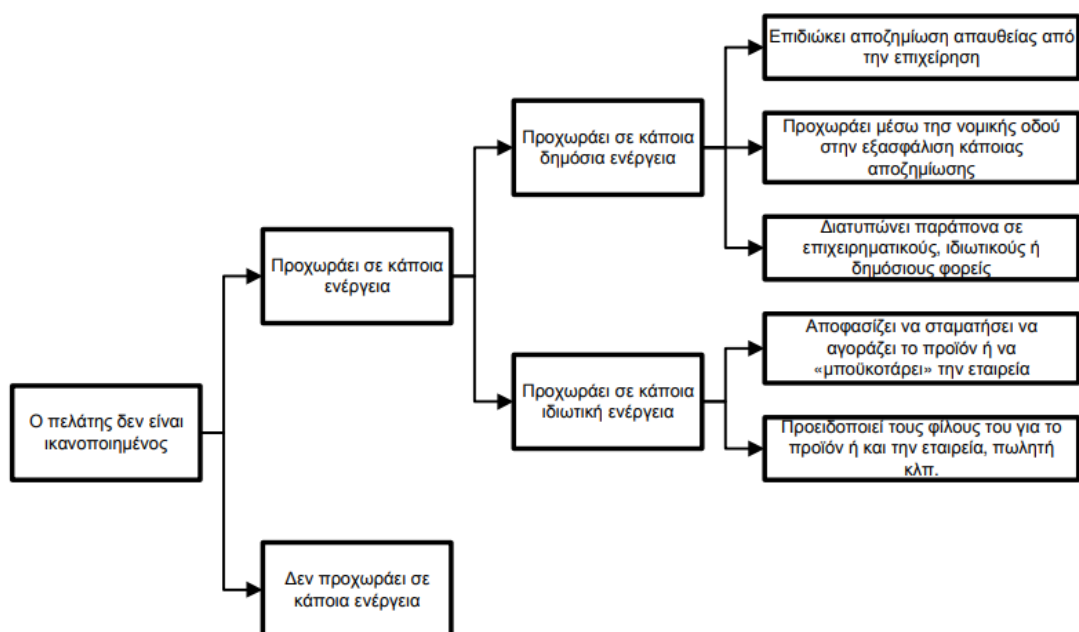 Επιδιώκει αποζημίωση απαυθείας από
την επιχείρηση
Προχωράει σε κάποια
δημόσια ενέργεια
Προχωράει μέσω τησ νομικής οδού
στην εξασφάλιση κάποιας
αποζημίωσης
Διατυπώνει παράπονα σε
επιχειρηματικούς, ιδιωτικούς ή
δημόσιους φορείς
Προχωράει σε κάποια
ενέργεια
Αποφασίζει να σταματήσει να
αγοράζει το προϊόν ή να
«μποϋκοτάρει» την εταιρεία
Προχωράει σε κάποια
ιδιωτική ενέργεια
Ο πελάτης δεν είναι
ικανοποιημένος
Προειδοποιεί τους φίλους του για το
προϊόν ή και την εταιρεία, πωλητή
κλπ.
Δεν προχωράει σε
κάποια ενέργεια